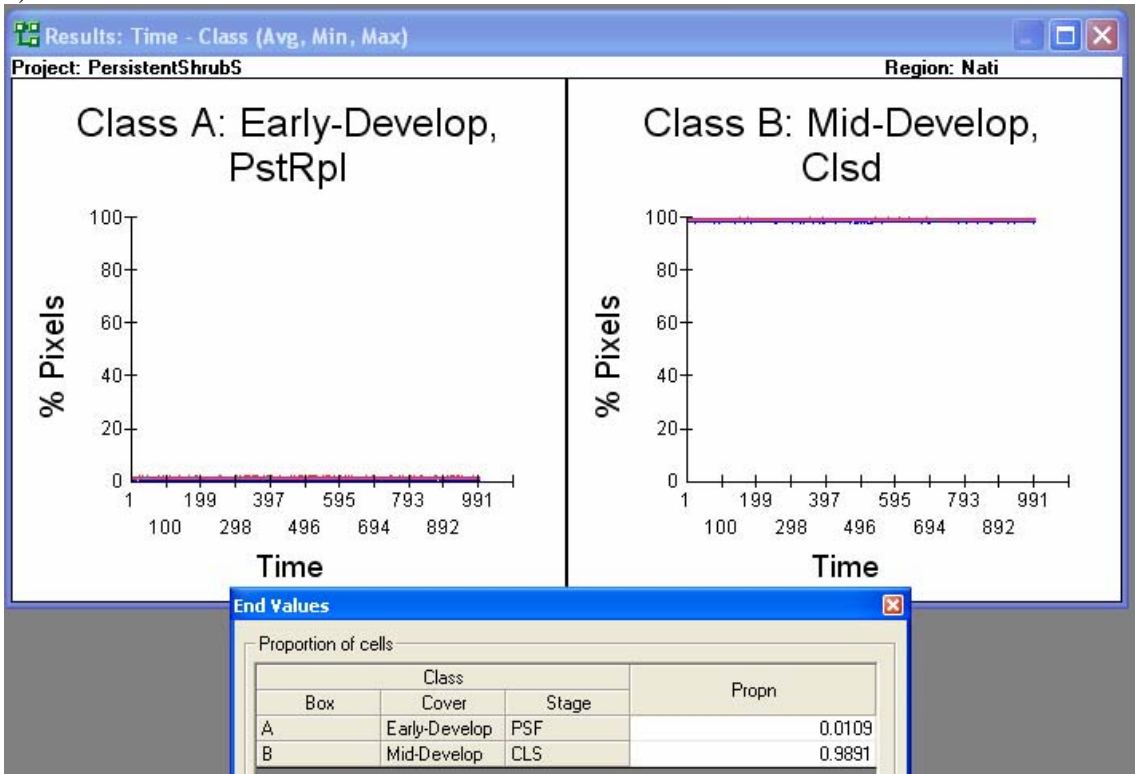 Results: Time - Class (Avg, Min, Max)
Project: PersistentShrubS
Region: Nati
Class A: Early-Develop,
PstRpl
% Pixels
100
80
60
40
20
0
1 199 397 595 793 991
100 298 496 694 892
Time
Class B: Mid-Develop,
Clsd
% Pixels
100
80
60
40
20
0
1 199 397 595 793 991
100 298 496 694 892
Time
End Values
Proportion of cells
Class
Propn
Box Cover Stage
A Early-Develop PSF 0.0109
B Mid-Develop CLS 0.9891